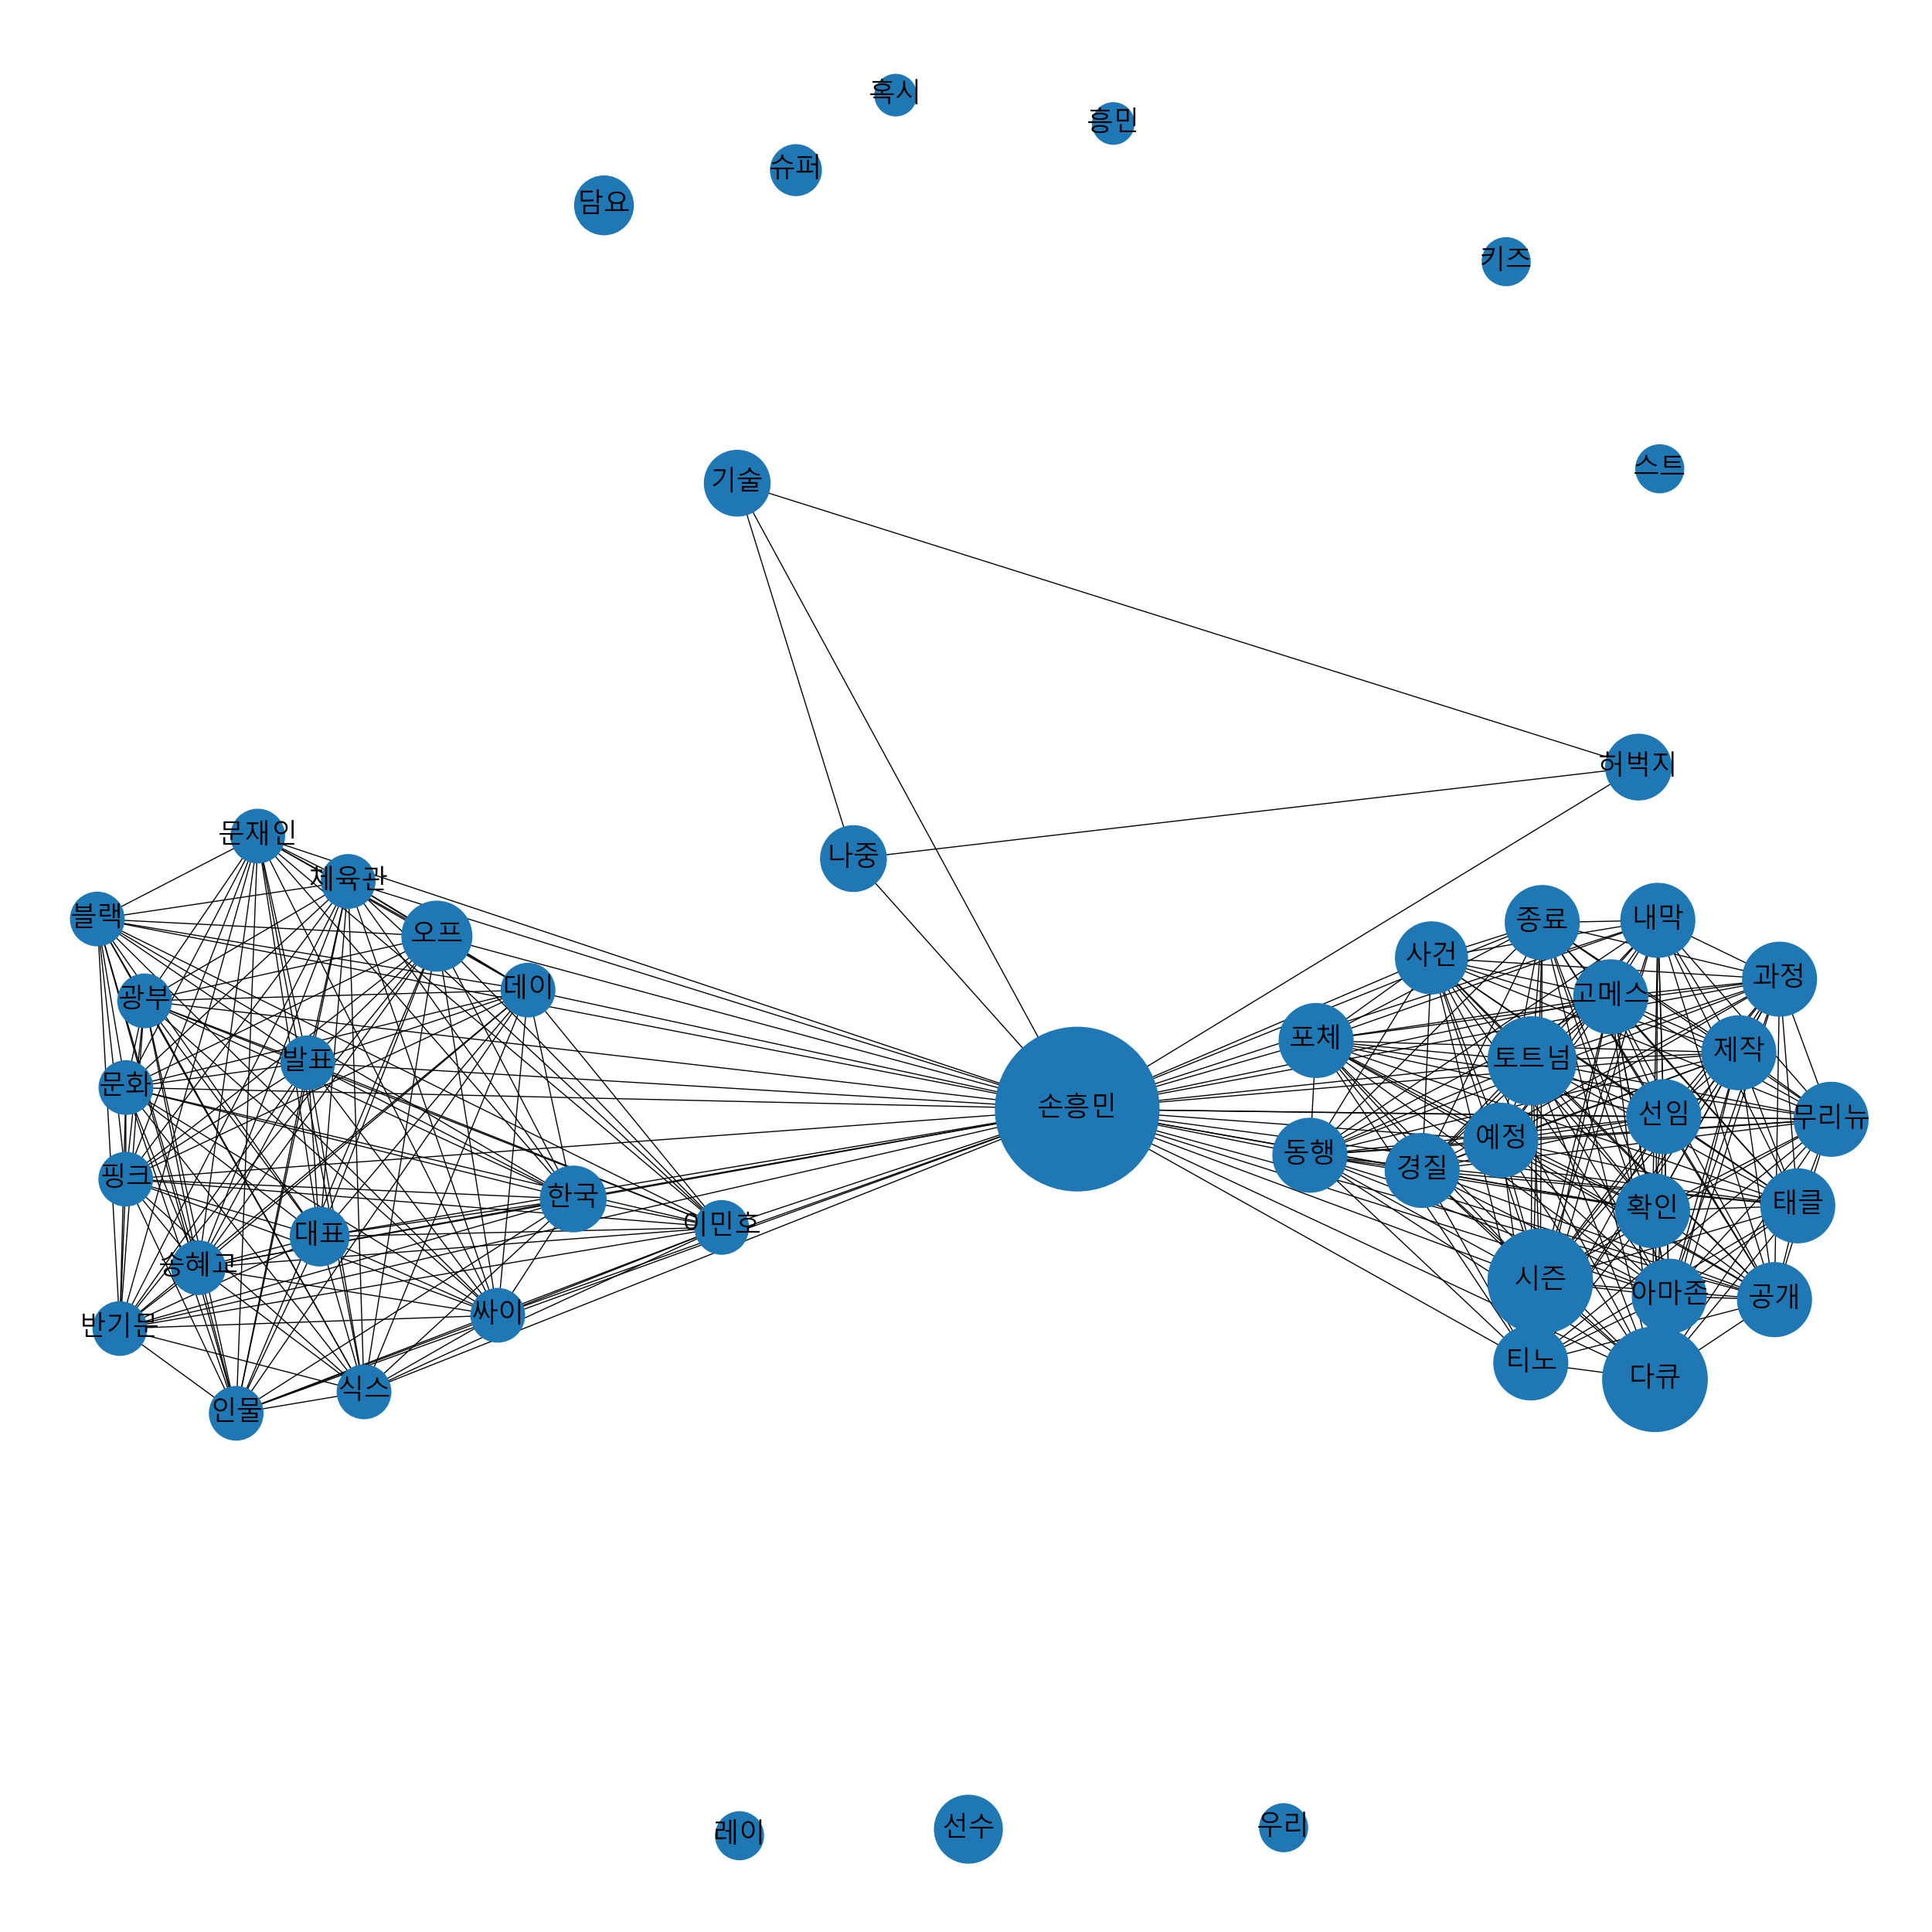 혹시
흥민
슈퍼
담요
키즈
스트
기술
허벅지
문재인
나중
체육관
블랙
오프
종료
내막
사건
과정
데이
고메스
광부
포체
제작
발표
토트넘
문화
손흥민
선임
무리뉴
예정
동행
경질
핑크
한국
확인
태클
이민호
대표
송혜교
시즌
아마존
공개
싸이
반기문
티노
다큐
식스
인물
레이
선수
우리